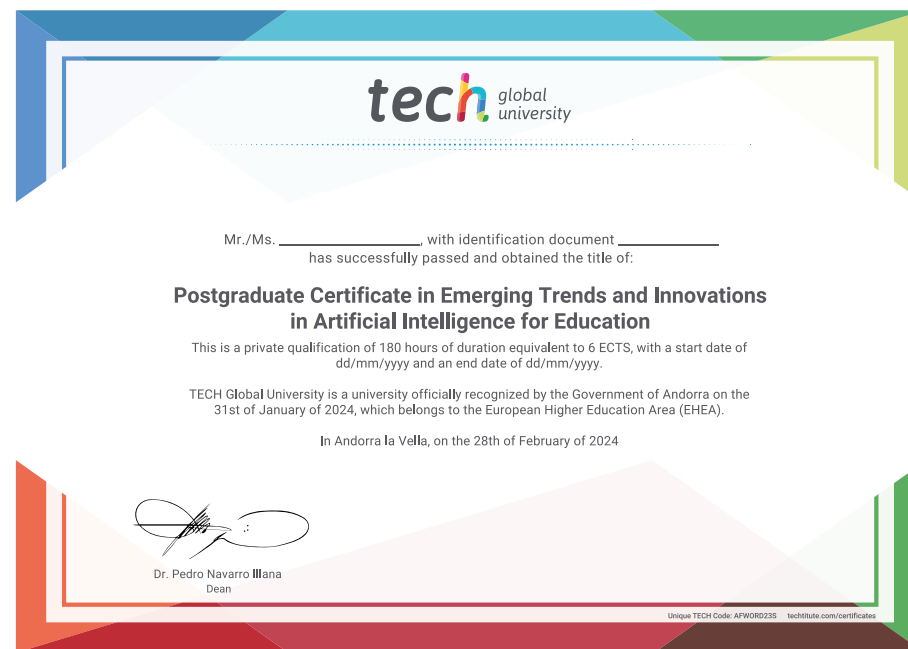 tech global university
Mr./Ms. ____________________, with identification document ______________
has successfully passed and obtained the title of:
Postgraduate Certificate in Emerging Trends and Innovations
in Artificial Intelligence for Education
This is a private qualification of 180 hours of duration equivalent to 6 ECTS, with a start date of
dd/mm/yyyy and an end date of dd/mm/yyyy.
TECH Global University is a university officially recognized by the Government of Andorra on the
31st of January of 2024, which belongs to the European Higher Education Area (EHEA).
In Andorra la Vella, on the 28th of February of 2024
Dr. Pedro Navarro Illana
Dean
Unique TECH Code: AFWORD23S techtitute.com/certificates